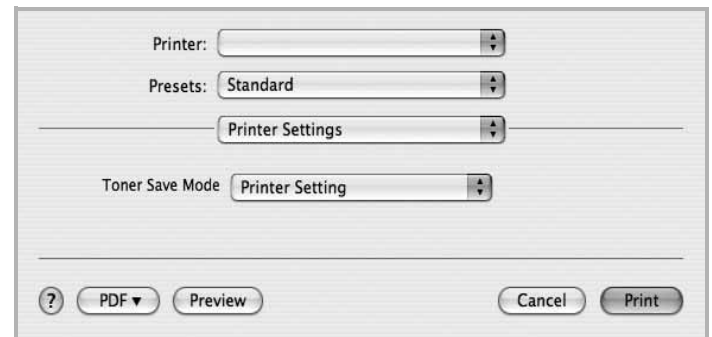 Printer:
Presets: Standard
Printer Settings
Toner Save Mode Printer Setting
? PDF ▼ Preview Cancel Print